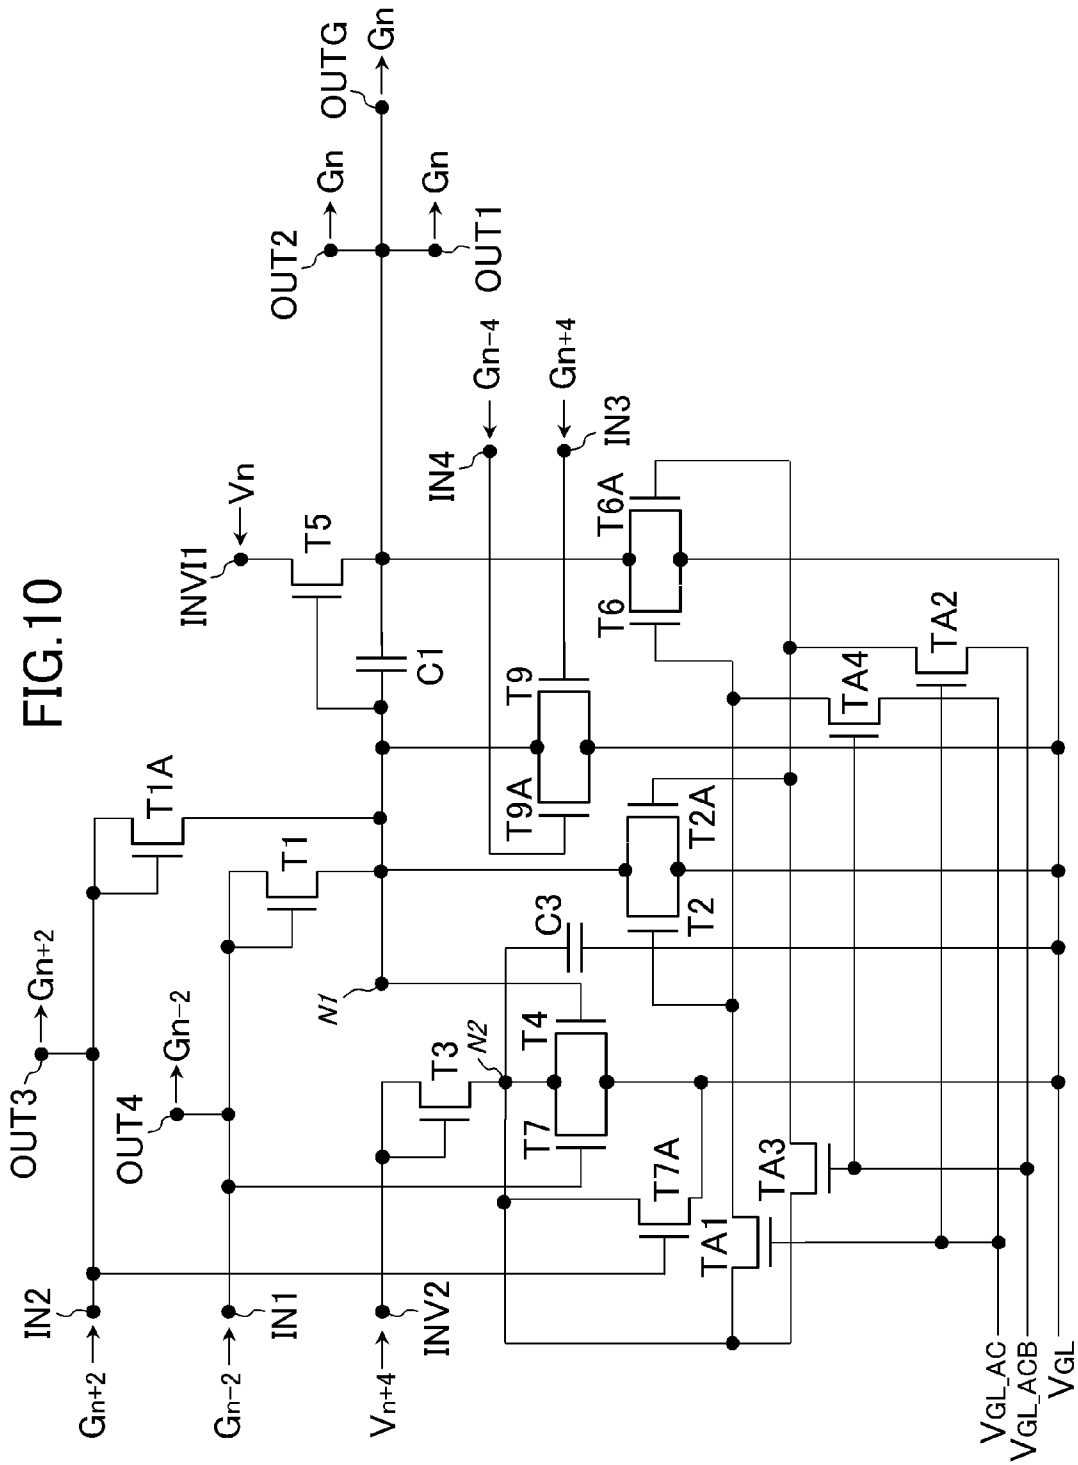 FIG.10
OUT3
Gn+2
OUT4
Gn-2
T1A
T1
INVI1
Vn
T5
C1
OUT2
Gn
OUTG
Gn
OUT1
Gn
IN4
Gn-4
IN3
Gn+4
N1
N2
T3
T4
T7
T7A
C3
T9A
T9
T2
T2A
T6
T6A
TA1
TA3
TA4
TA2
IN2
Gn+2
IN1
Gn-2
INV2
Vn+4
VGL_AC
VGL_ACB
VGL